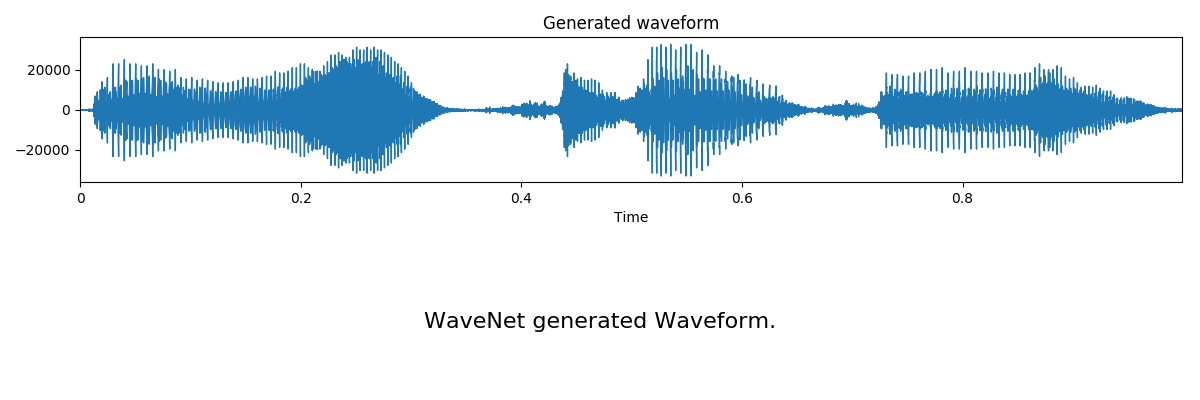 Generated waveform
20000
0
−20000
0 0.2 0.4 0.6 0.8
Time
WaveNet generated Waveform.